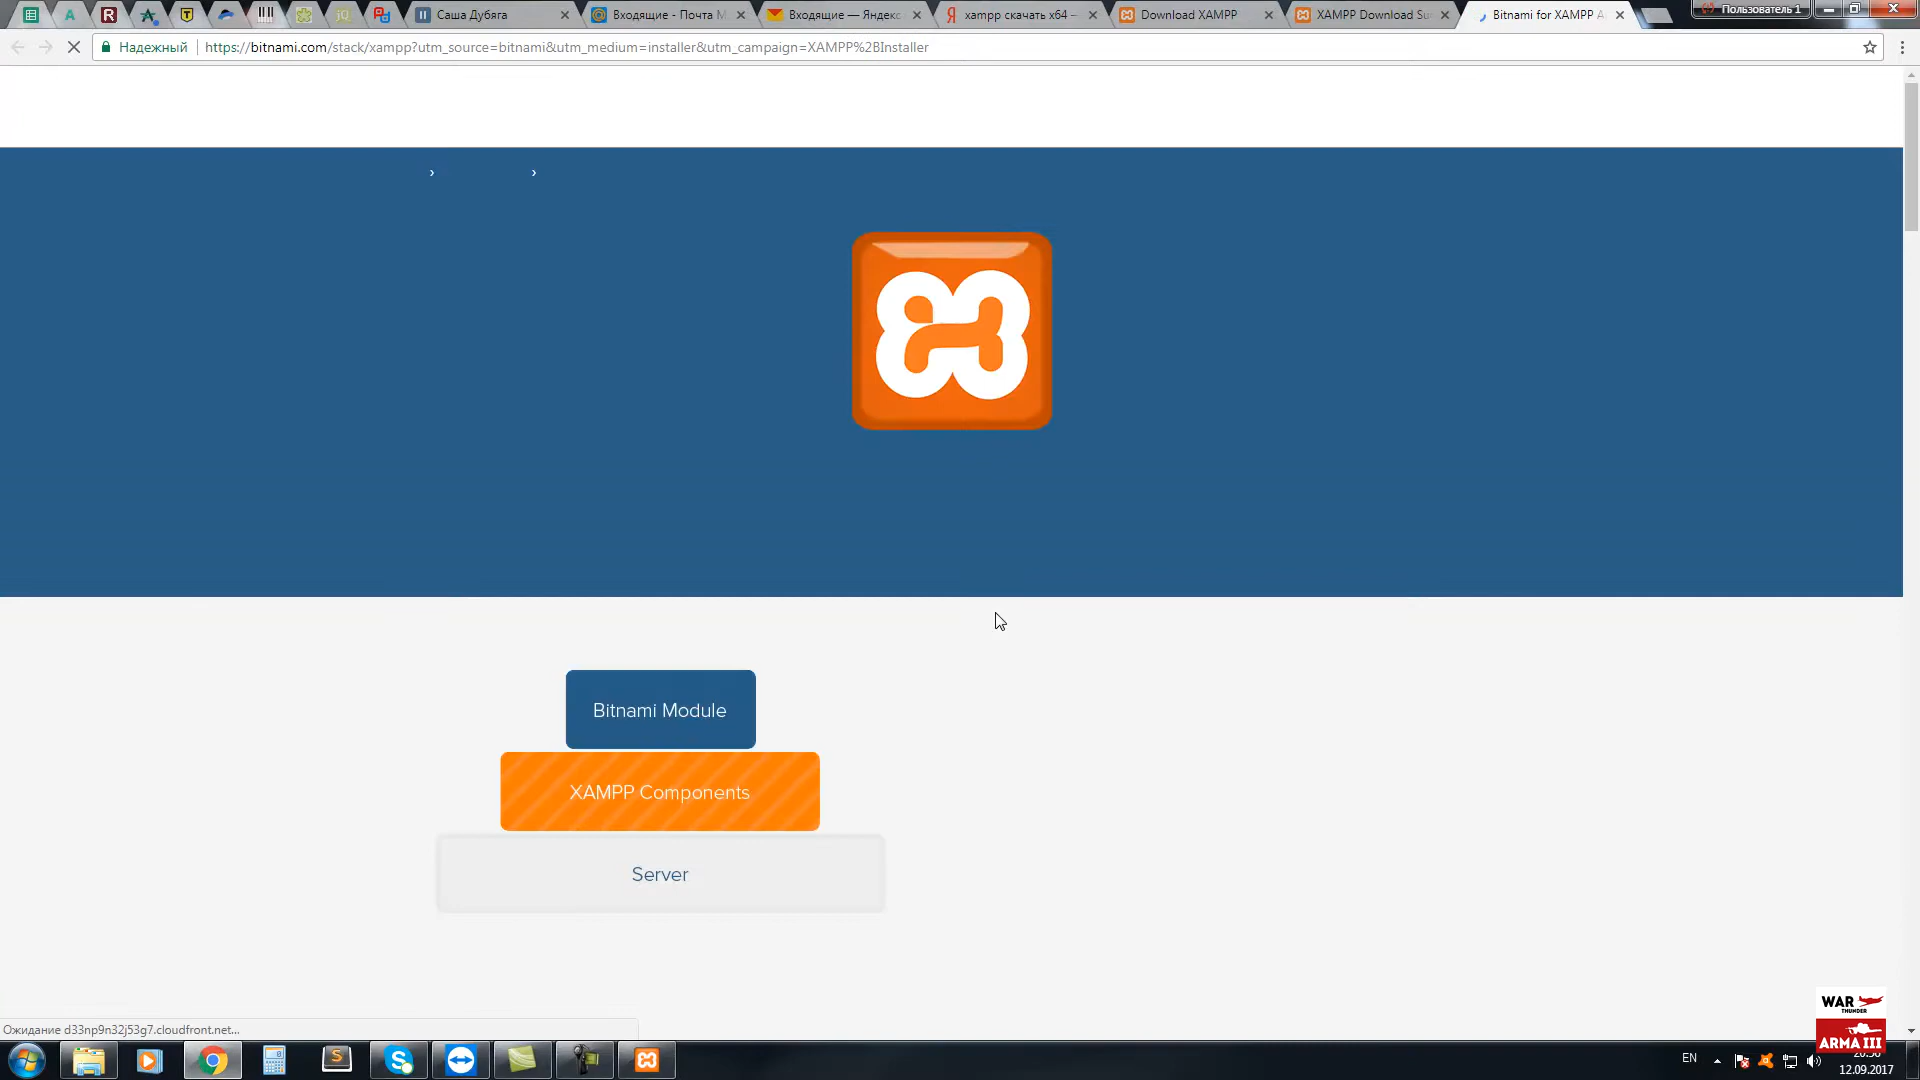 Саша Дубяга
Входящие - Почта M
Входящие — Яндекс
xampp скачать x64 –
Download XAMPP
XAMPP Download Su
Bitnami for XAMPP A
Пользователь 1
Надежный
https://bitnami.com/stack/xampp?utm_source=bitnami&utm_medium=installer&utm_campaign=XAMPP%2BInstaller
Bitnami Module
XAMPP Components
Server
WAR
THUNDER
Ожидание d33np9n32j53g7.cloudfront.net...
ARMA III
EN
12.09.2017